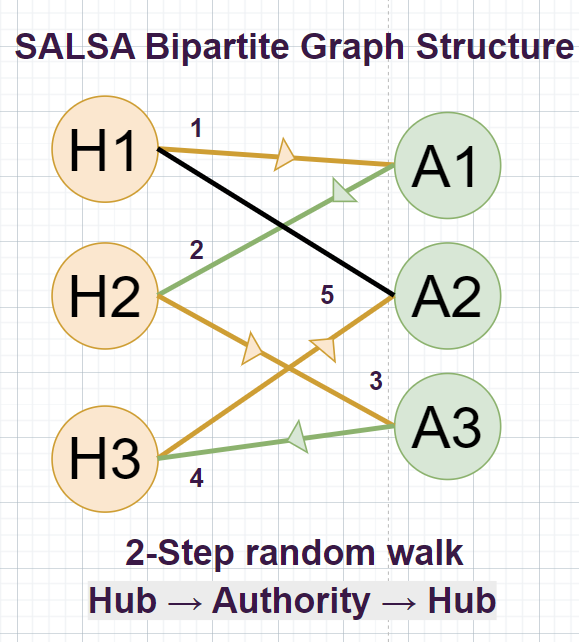 SALSA Bipartite Graph Structure
H1
1
A1
2
H2
5
A2
3
H3
4
A3
2-Step random walk
Hub → Authority → Hub